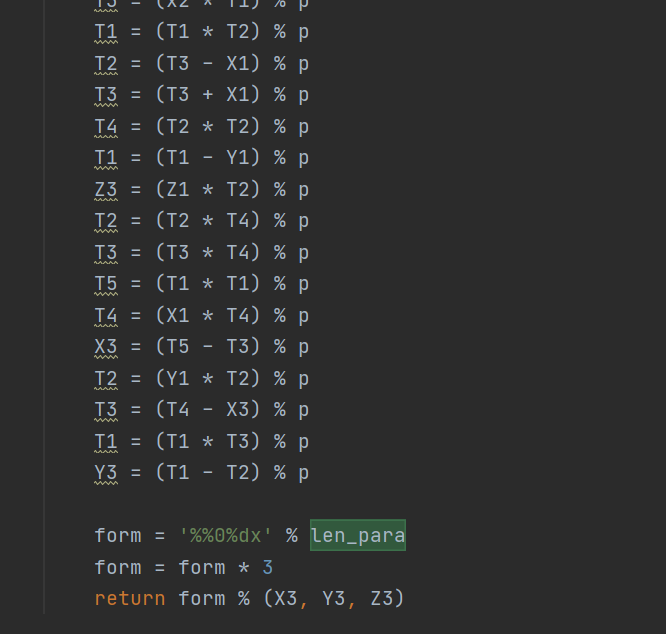 T3 = (X2 * T1) % p
T1 = (T1 * T2) % p
T2 = (T3 - X1) % p
T3 = (T3 + X1) % p
T4 = (T2 * T2) % p
T1 = (T1 - Y1) % p
Z3 = (Z1 * T2) % p
T2 = (T2 * T4) % p
T3 = (T3 * T4) % p
T5 = (T1 * T1) % p
T4 = (X1 * T4) % p
X3 = (T5 - T3) % p
T2 = (Y1 * T2) % p
T3 = (T4 - X3) % p
T1 = (T1 * T3) % p
Y3 = (T1 - T2) % p
form = '%%0%dx' % len_para
form = form * 3
return form % (X3, Y3, Z3)